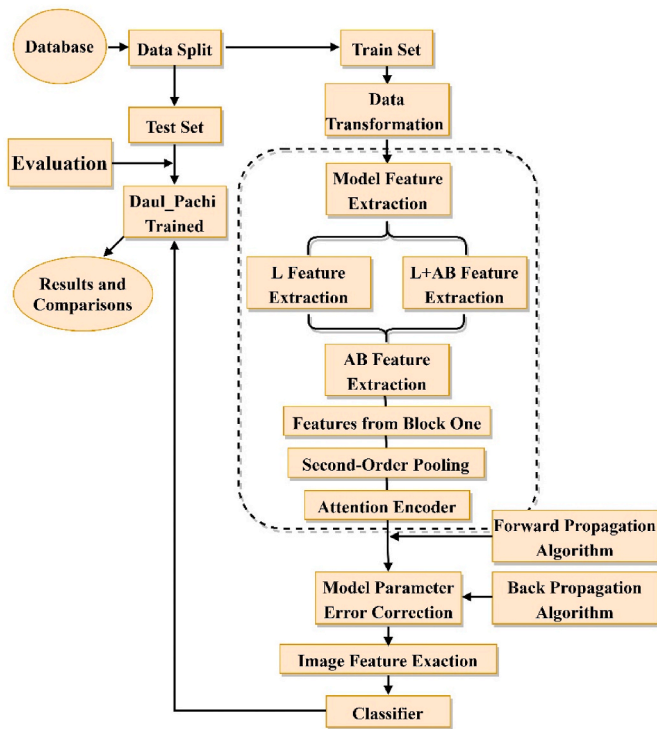 Database
Data Split
Train Set
Data
Transformation
Test Set
Evaluation
Daul_Pachi
Trained
Results and
Comparisons
Model Feature
Extraction
L Feature
Extraction
L+AB Feature
Extraction
AB Feature
Extraction
Features from Block One
Second-Order Pooling
Attention Encoder
Forward Propagation
Algorithm
Model Parameter
Error Correction
Back Propagation
Algorithm
Image Feature Exaction
Classifier